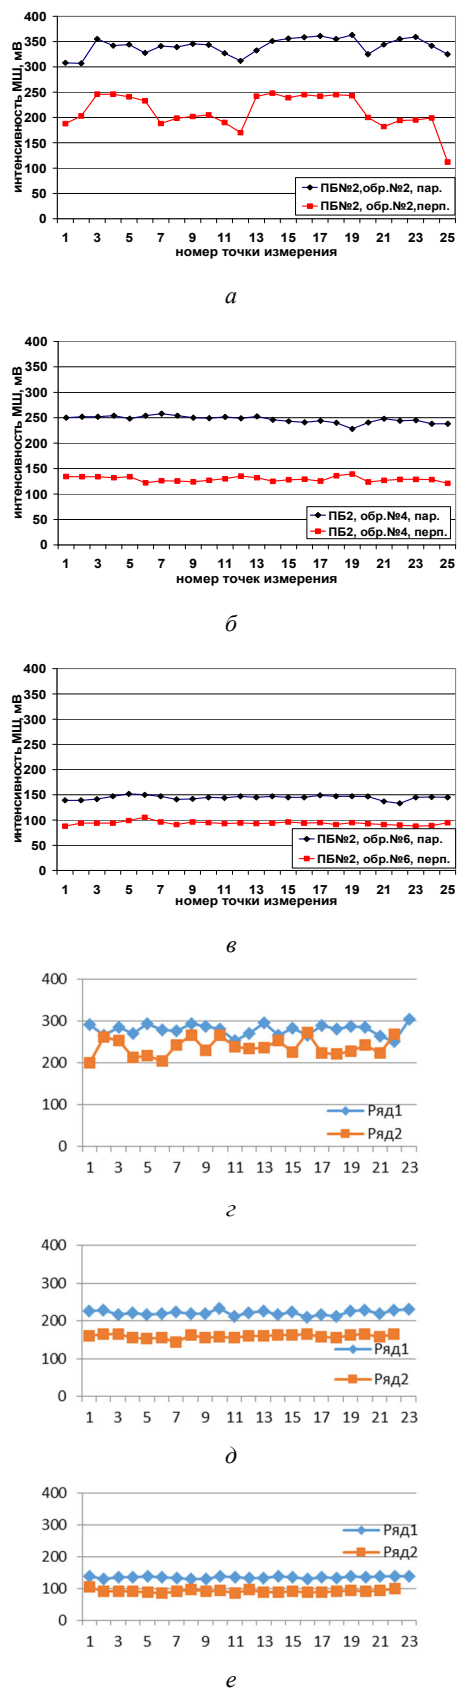 интенсивность МШ, мВ
400
350
300
250
200
150
100
50
0
1 3 5 7 9 11 13 15 17 19 21 23 25
номер точки измерения
ПБ№2,обр.№2, пар.
ПБ№2, обр.№2,перп.
а
интенсивность МШ, мВ
400
350
300
250
200
150
100
50
0
1 3 5 7 9 11 13 15 17 19 21 23 25
номер точек измерения
ПБ2, обр.№4, пар.
ПБ2, обр.№4, перп.
б
интенсивность МШ, мВ
400
350
300
250
200
150
100
50
0
1 3 5 7 9 11 13 15 17 19 21 23 25
номер точки измерения
ПБ№2, обр.№6, пар.
ПБ№2, обр.№6, перп.
в
400
300
200
100
0
1 3 5 7 9 11 13 15 17 19 21 23
Ряд1
Ряд2
г
400
300
200
100
0
1 3 5 7 9 11 13 15 17 19 21 23
Ряд1
Ряд2
д
400
300
200
100
0
1 3 5 7 9 11 13 15 17 19 21 23
Ряд1
Ряд2
е